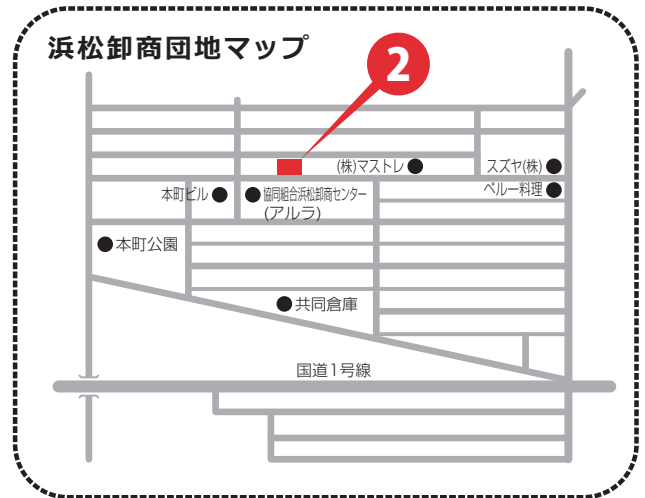 浜松卸商団地マップ
2
(株)マストレ
スズヤ(株)
本町ビル
協同組合浜松卸商センター
(アルラ)
ペルー料理
本町公園
共同倉庫
国道1号線